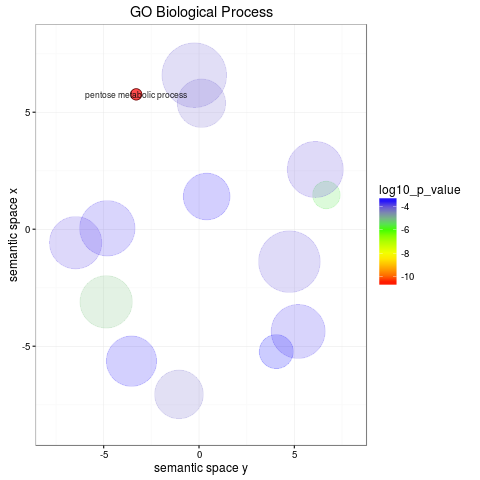 GO Biological Process
pentose metabolic process
5
0
-5
semantic space x
-5
0
5
semantic space y
log10_p_value
-4
-6
-8
-10